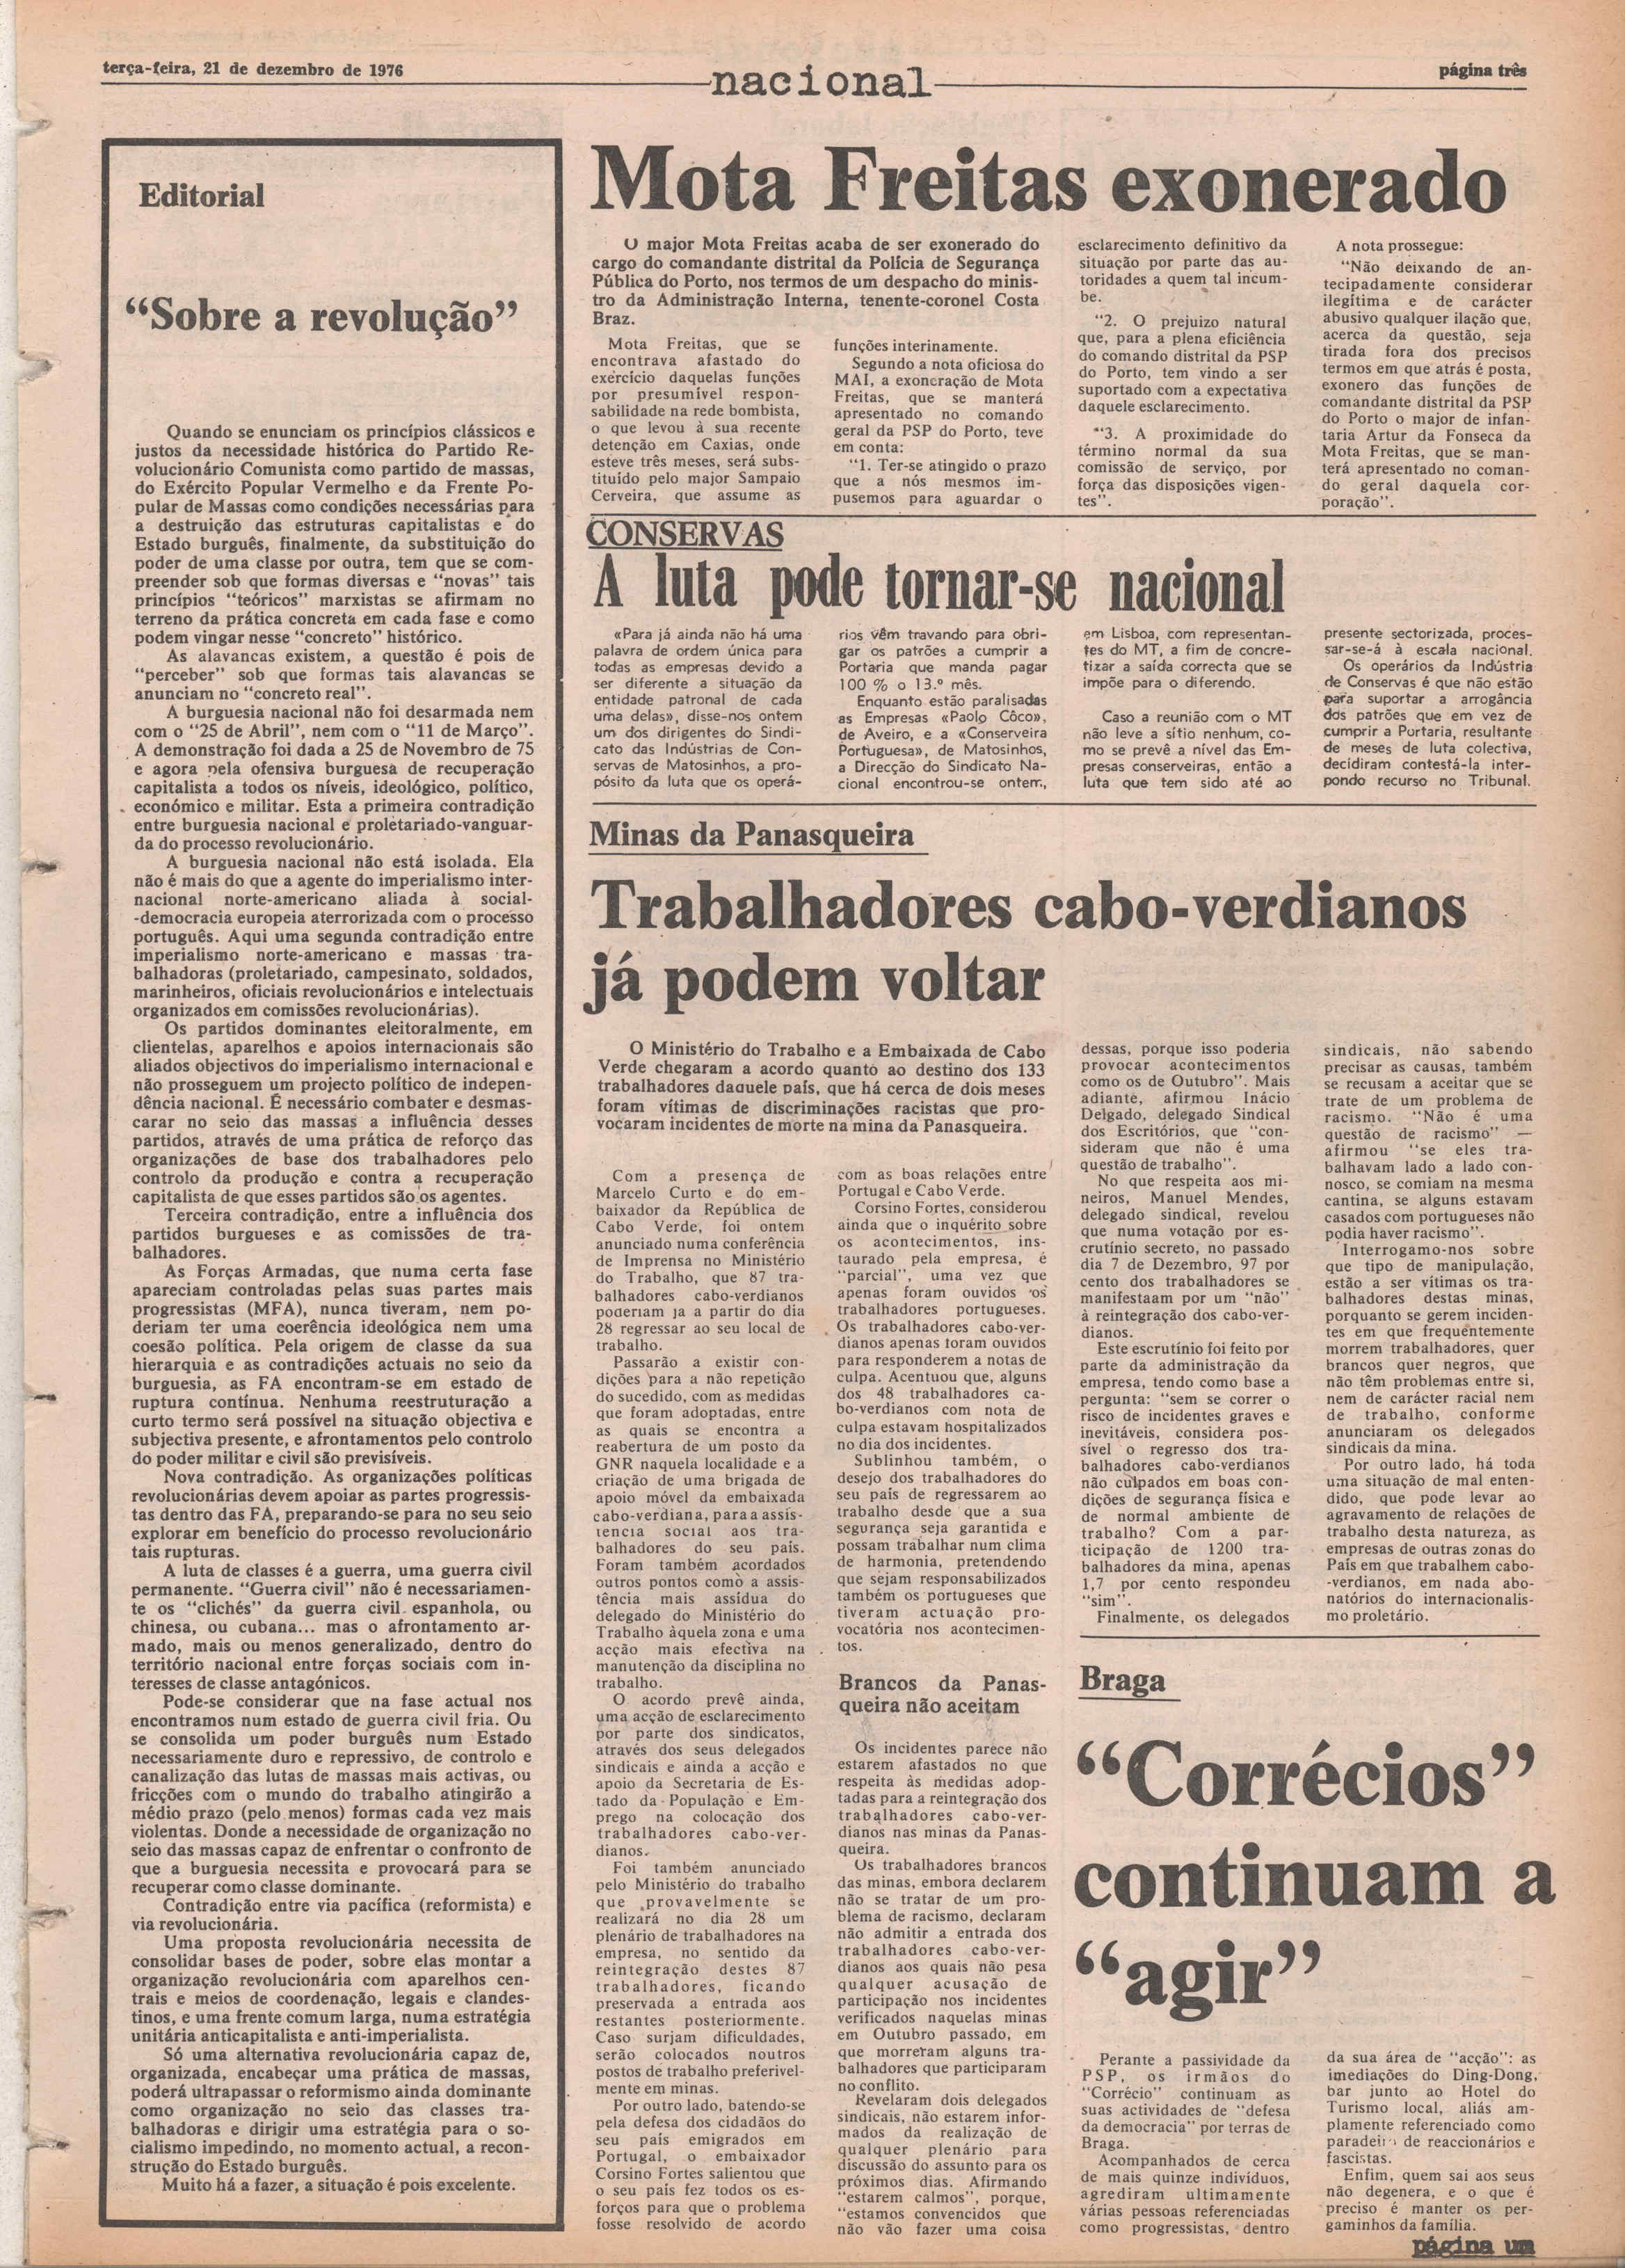 terça-feira, 21 de dezembro de 1976
nacional
página três
Editorial
“Sobre a revolução”
Quando se enunciam os princípios clássicos e
justos da necessidade histórica do Partido Re-
volucionário Comunista como partido de massas,
do Exército Popular Vermelho e da Frente Po-
pular de Massas como condições necessárias para
a destruição das estruturas capitalistas e do
Estado burguês, finalmente, da substituição do
poder de uma classe por outra, tem que se com-
preender sob que formas diversas e “novas” tais
princípios “teóricos” marxistas se afirmam no
terreno da prática concreta em cada fase e como
podem vingar nesse “concreto” histórico.
As alavancas existem, a questão é pois de
“perceber” sob que formas tais alavancas se
anunciam no “concreto real”.
A burguesia nacional não foi desarmada nem
com o “25 de Abril”, nem com o “11 de Março”.
A demonstração foi dada a 25 de Novembro de 75
e agora pela ofensiva burguesa de recuperação
capitalista a todos os níveis, ideológico, político,
económico e militar. Esta a primeira contradição
entre burguesia nacional e proletariado-vanguar-
da do processo revolucionário.
A burguesia nacional não está isolada. Ela
não é mais do que a agente do imperialismo inter-
nacional norte-americano aliada à social-
-democracia europeia aterrorizada com o processo
português. Aqui uma segunda contradição entre
imperialismo norte-americano e massas tra-
balhadoras (proletariado, campesinato, soldados,
marinheiros, oficiais revolucionários e intelectuais
organizados em comissões revolucionárias).
Os partidos dominantes eleitoralmente, em
clientelas, aparelhos e apoios internacionais são
aliados objectivos do imperialismo internacional e
não prosseguem um projecto político de indepen-
dência nacional. É necessário combater e desmas-
carar no seio das massas a influência desses
partidos, através de uma prática de reforço das
organizações de base dos trabalhadores pelo
controlo da produção e contra a recuperação
capitalista de que esses partidos são os agentes.
Terceira contradição, entre a influência dos
partidos burgueses e as comissões de tra-
balhadores.
As Forças Armadas, que numa certa fase
apareciam controladas pelas suas partes mais
progressistas (MFA), nunca tiveram, nem po-
deriam ter uma coerência ideológica nem uma
coesão política. Pela origem de classe da sua
hierarquia e as contradições actuais no seio da
burguesia, as FA encontram-se em estado de
ruptura contínua. Nenhuma reestruturação a
curto termo será possível na situação objectiva e
subjectiva presente, e afrontamentos pelo controlo
do poder militar e civil são previsíveis.
Nova contradição. As organizações políticas
revolucionárias devem apoiar as partes progressis-
tas dentro das FA, preparando-se para no seu seio
explorar em benefício do processo revolucionário
tais rupturas.
A luta de classes é a guerra, uma guerra civil
permanente. “Guerra civil” não é necessariamen-
te os “clichés” da guerra civil espanhola, ou
chinesa, ou cubana... mas o afrontamento ar-
mado, mais ou menos generalizado, dentro do
território nacional entre forças sociais com in-
teresses de classe antagónicos.
Pode-se considerar que na fase actual nos
encontramos num estado de guerra civil fria. Ou
se consolida um poder burguês num Estado
necessariamente duro e repressivo, de controlo e
canalização das lutas de massas mais activas, ou
fricções com o mundo do trabalho atingirão a
médio prazo (pelo menos) formas cada vez mais
violentas. Donde a necessidade de organização no
seio das massas capaz de enfrentar o confronto de
que a burguesia necessita e provocará para se
recuperar como classe dominante.
Contradição entre via pacífica (reformista) e
via revolucionária.
Uma proposta revolucionária necessita de
consolidar bases de poder, sobre elas montar a
organização revolucionária com aparelhos cen-
trais e meios de coordenação, legais e clandes-
tinos, e uma frente comum larga, numa estratégia
unitária anticapitalista e anti-imperialista.
Só uma alternativa revolucionária capaz de,
organizada, encabeçar uma prática de massas,
poderá ultrapassar o reformismo ainda dominante
como organização no seio das classes tra-
balhadoras e dirigir uma estratégia para o so-
cialismo impedindo, no momento actual, a recon-
strução do Estado burguês.
Muito há a fazer, a situação é pois excelente.
Mota Freitas exonerado
O major Mota Freitas acaba de ser exonerado do
cargo do comandante distrital da Polícia de Segurança
Pública do Porto, nos termos de um despacho do minis-
tro da Administração Interna, tenente-coronel Costa
Braz.
Mota Freitas, que se
encontrava afastado do
exercício daquelas funções
por presumível respon-
sabilidade na rede bombista,
o que levou à sua recente
detenção em Caxias, onde
esteve três meses, será subs-
tituído pelo major Sampaio
Cerveira, que assume as
funções interinamente.
Segundo a nota oficiosa do
MAI, a exoneração de Mota
Freitas, que se manterá
apresentado no comando
geral da PSP do Porto, teve
em conta:
“1. Ter-se atingido o prazo
que a nós mesmos im-
pusemos para aguardar o
esclarecimento definitivo da
situação por parte das au-
toridades a quem tal incum-
be.
“2. O prejuizo natural
que, para a plena eficiência
do comando distrital da PSP
do Porto, tem vindo a ser
suportado com a expectativa
daquele esclarecimento.
“3. A proximidade do
término normal da sua
comissão de serviço, por
força das disposições vigen-
tes”.
A nota prossegue:
“Não deixando de an-
tecipadamente considerar
ilegítima e de carácter
abusivo qualquer ilação que,
acerca da questão, seja
tirada fora dos precisos
termos em que atrás é posta,
exonero das funções de
comandante distrital da PSP
do Porto o major de infan-
taria Artur da Fonseca da
Mota Freitas, que se man-
terá apresentado no coman-
do geral daquela cor-
poração”.
CONSERVAS
A luta pode tornar-se nacional
«Para já ainda não há uma
palavra de ordem única para
todas as empresas devido a
ser diferente a situação da
entidade patronal de cada
uma delas», disse-nos ontem
um dos dirigentes do Sindi-
cato das Indústrias de Con-
servas de Matosinhos, a pro-
pósito da luta que os operá-
rios vêm travando para obri-
gar os patrões a cumprir a
Portaria que manda pagar
100 % o 13.º mês.
Enquanto estão paralisadas
as Empresas «Paolo Côco»,
de Aveiro, e a «Conserveira
Portuguesa», de Matosinhos,
a Direcção do Sindicato Na-
cional encontrou-se ontem,
em Lisboa, com representan-
tes do MT, a fim de concre-
tizar a saída correcta que se
impõe para o diferendo.
Caso a reunião com o MT
não leve a sítio nenhum, co-
mo se prevê a nível das Em-
presas conserveiras, então a
luta que tem sido até ao
presente sectorizada, proces-
sar-se-á à escala nacional.
Os operários da Indústria
de Conservas é que não estão
para suportar a arrogância
dos patrões que em vez de
cumprir a Portaria, resultante
de meses de luta colectiva,
decidiram contestá-la inter-
pondo recurso no Tribunal.
Minas da Panasqueira
Trabalhadores cabo-verdianos
já podem voltar
O Ministério do Trabalho e a Embaixada de Cabo
Verde chegaram a acordo quanto ao destino dos 133
trabalhadores daquele país, que há cerca de dois meses
foram vítimas de discriminações racistas que pro-
vocaram incidentes de morte na mina da Panasqueira.
Com a presença de
Marcelo Curto e do em-
baixador da República de
Cabo Verde, foi ontem
anunciado numa conferência
de Imprensa no Ministério
do Trabalho, que 87 tra-
balhadores cabo-verdianos
poderiam já a partir do dia
28 regressar ao seu local de
trabalho.
Passarão a existir con-
dições para a não repetição
do sucedido, com as medidas
que foram adoptadas, entre
as quais se encontra a
reabertura de um posto da
GNR naquela localidade e a
criação de uma brigada de
apoio móvel da embaixada
cabo-verdiana, para a assis-
tencia social aos tra-
balhadores do seu país.
Foram também acordados
outros pontos como a assis-
tência mais assídua do
delegado do Ministério do
Trabalho àquela zona e uma
acção mais efectiva na
manutenção da disciplina no
trabalho.
O acordo prevê ainda,
uma acção de esclarecimento
por parte dos sindicatos,
através dos seus delegados
sindicais e ainda a acção e
apoio da Secretaria de Es-
tado da População e Em-
prego na colocação dos
trabalhadores cabo-ver-
dianos.
Foi também anunciado
pelo Ministério do trabalho
que provavelmente se
realizará no dia 28 um
plenário de trabalhadores na
empresa, no sentido da
reintegração destes 87
trabalhadores, ficando
preservada a entrada aos
restantes posteriormente.
Caso surjam dificuldades,
serão colocados noutros
postos de trabalho preferivel-
mente em minas.
Por outro lado, batendo-se
pela defesa dos cidadãos do
seu país emigrados em
Portugal, o embaixador
Corsino Fortes salientou que
o seu país fez todos os es-
forços para que o problema
fosse resolvido de acordo
com as boas relações entre
Portugal e Cabo Verde.
Corsino Fortes, considerou
ainda que o inquérito sobre
os acontecimentos, ins-
taurado pela empresa, é
“parcial”, uma vez que
apenas foram ouvidos os
trabalhadores portugueses.
Os trabalhadores cabo-ver-
dianos apenas foram ouvidos
para responderem a notas de
culpa. Acentuou que, alguns
dos 48 trabalhadores ca-
bo-verdianos com nota de
culpa estavam hospitalizados
no dia dos incidentes.
Sublinhou também, o
desejo dos trabalhadores do
seu país de regressarem ao
trabalho desde que a sua
segurança seja garantida e
possam trabalhar num clima
de harmonia, pretendendo
que sejam responsabilizados
também os portugueses que
tiveram actuação pro-
vocatória nos acontecimen-
tos.
Brancos da Panas-
queira não aceitam
Os incidentes parece não
estarem afastados no que
respeita às medidas adop-
tadas para a reintegração dos
trabalhadores cabo-ver-
dianos nas minas da Panas-
queira.
Os trabalhadores brancos
das minas, embora declarem
não se tratar de um pro-
blema de racismo, declaram
não admitir a entrada dos
trabalhadores cabo-ver-
dianos aos quais não pesa
qualquer acusação de
participação nos incidentes
verificados naquelas minas
em Outubro passado, em
que morreram alguns tra-
balhadores que participaram
no conflito.
Revelaram dois delegados
sindicais, não estarem infor-
mados da realização de
qualquer plenário para
discussão do assunto para os
próximos dias. Afirmando
“estarem calmos”, porque,
“estamos convencidos que
não vão fazer uma coisa
dessas, porque isso poderia
provocar acontecimentos
como os de Outubro”. Mais
adiante, afirmou Inácio
Delgado, delegado Sindical
dos Escritórios, que “con-
sideram que não é uma
questão de trabalho”.
No que respeita aos mi-
neiros, Manuel Mendes,
delegado sindical, revelou
que numa votação por es-
crutínio secreto, no passado
dia 7 de Dezembro, 97 por
cento dos trabalhadores se
manifestaam por um “não”
à reintegração dos cabo-ver-
dianos.
Este escrutínio foi feito por
parte da administração da
empresa, tendo como base a
pergunta: “sem se correr o
risco de incidentes graves e
inevitáveis, considera pos-
sível o regresso dos tra-
balhadores cabo-verdianos
não culpados em boas con-
dições de segurança física e
de normal ambiente de
trabalho? Com a par-
ticipação de 1200 tra-
balhadores da mina, apenas
1,7 por cento respondeu
“sim”.
Finalmente, os delegados
sindicais, não sabendo
precisar as causas, também
se recusam a aceitar que se
trate de um problema de
racismo. “Não é uma
questão de racismo” —
afirmou “se eles tra-
balhavam lado a lado con-
nosco, se comiam na mesma
cantina, se alguns estavam
casados com portugueses não
podia haver racismo”.
Interrogamo-nos sobre
que tipo de manipulação,
estão a ser vítimas os tra-
balhadores destas minas,
porquanto se gerem inciden-
tes em que frequentemente
morrem trabalhadores, quer
brancos quer negros, que
não têm problemas entre si,
nem de carácter racial nem
de trabalho, conforme
anunciaram os delegados
sindicais da mina.
Por outro lado, há toda
uma situação de mal enten-
dido, que pode levar ao
agravamento de relações de
trabalho desta natureza, as
empresas de outras zonas do
País em que trabalhem cabo-
-verdianos, em nada abo-
natórios do internacionalis-
mo proletário.
Braga
“Corrécios”
continuam a
“agir”
Perante a passividade da
PSP, os irmãos do
“Corrécio” continuam as
suas actividades de “defesa
da democracia” por terras de
Braga.
Acompanhados de cerca
de mais quinze indivíduos,
agrediram ultimamente
várias pessoas referenciadas
como progressistas, dentro
da sua área de “acção”: as
imediações do Ding-Dong,
bar junto ao Hotel do
Turismo local, aliás am-
plamente referenciado como
paradeiro de reaccionários e
fascistas.
Enfim, quem sai aos seus
não degenera, e o que é
preciso é manter os per-
gaminhos da família.
página um